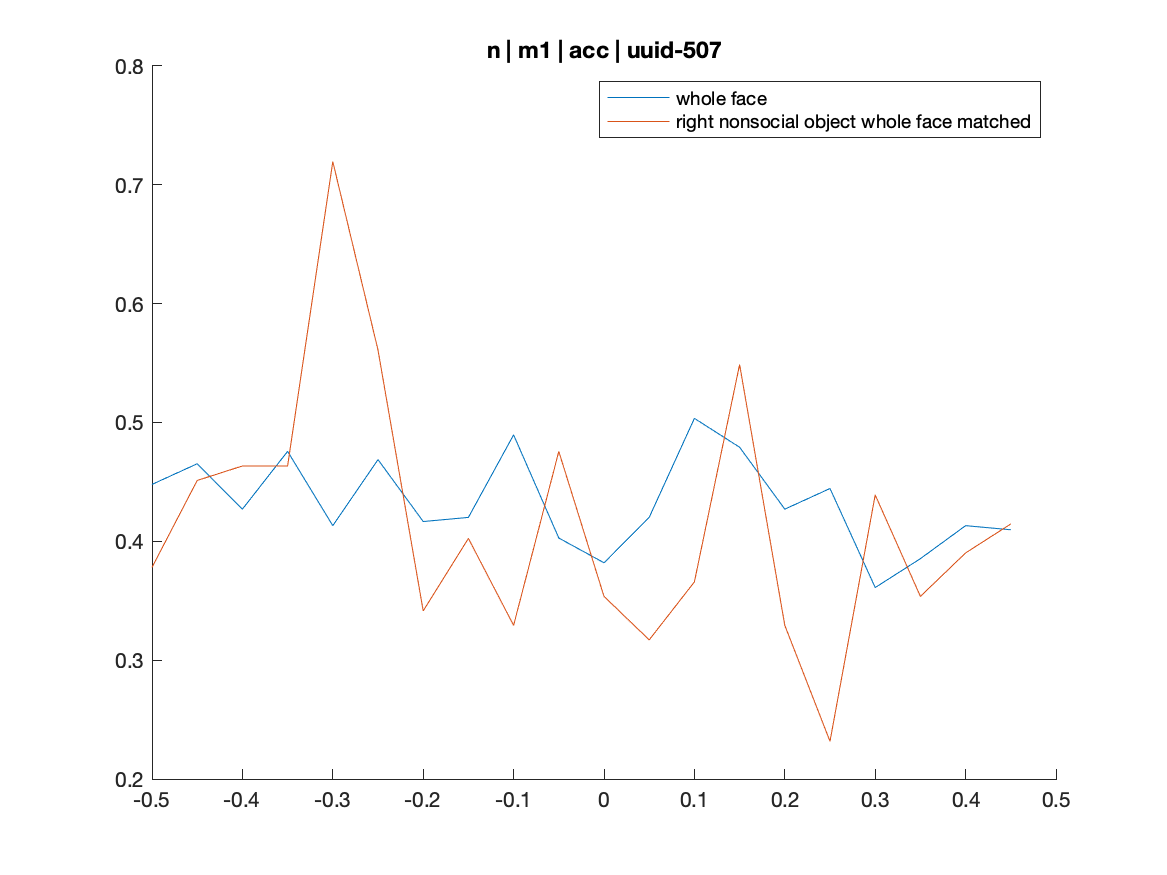 n | m1 | acc | uuid-507
whole face
right nonsocial object whole face matched
0.8
0.7
0.6
0.5
0.4
0.3
0.2
-0.5 -0.4 -0.3 -0.2 -0.1 0 0.1 0.2 0.3 0.4 0.5